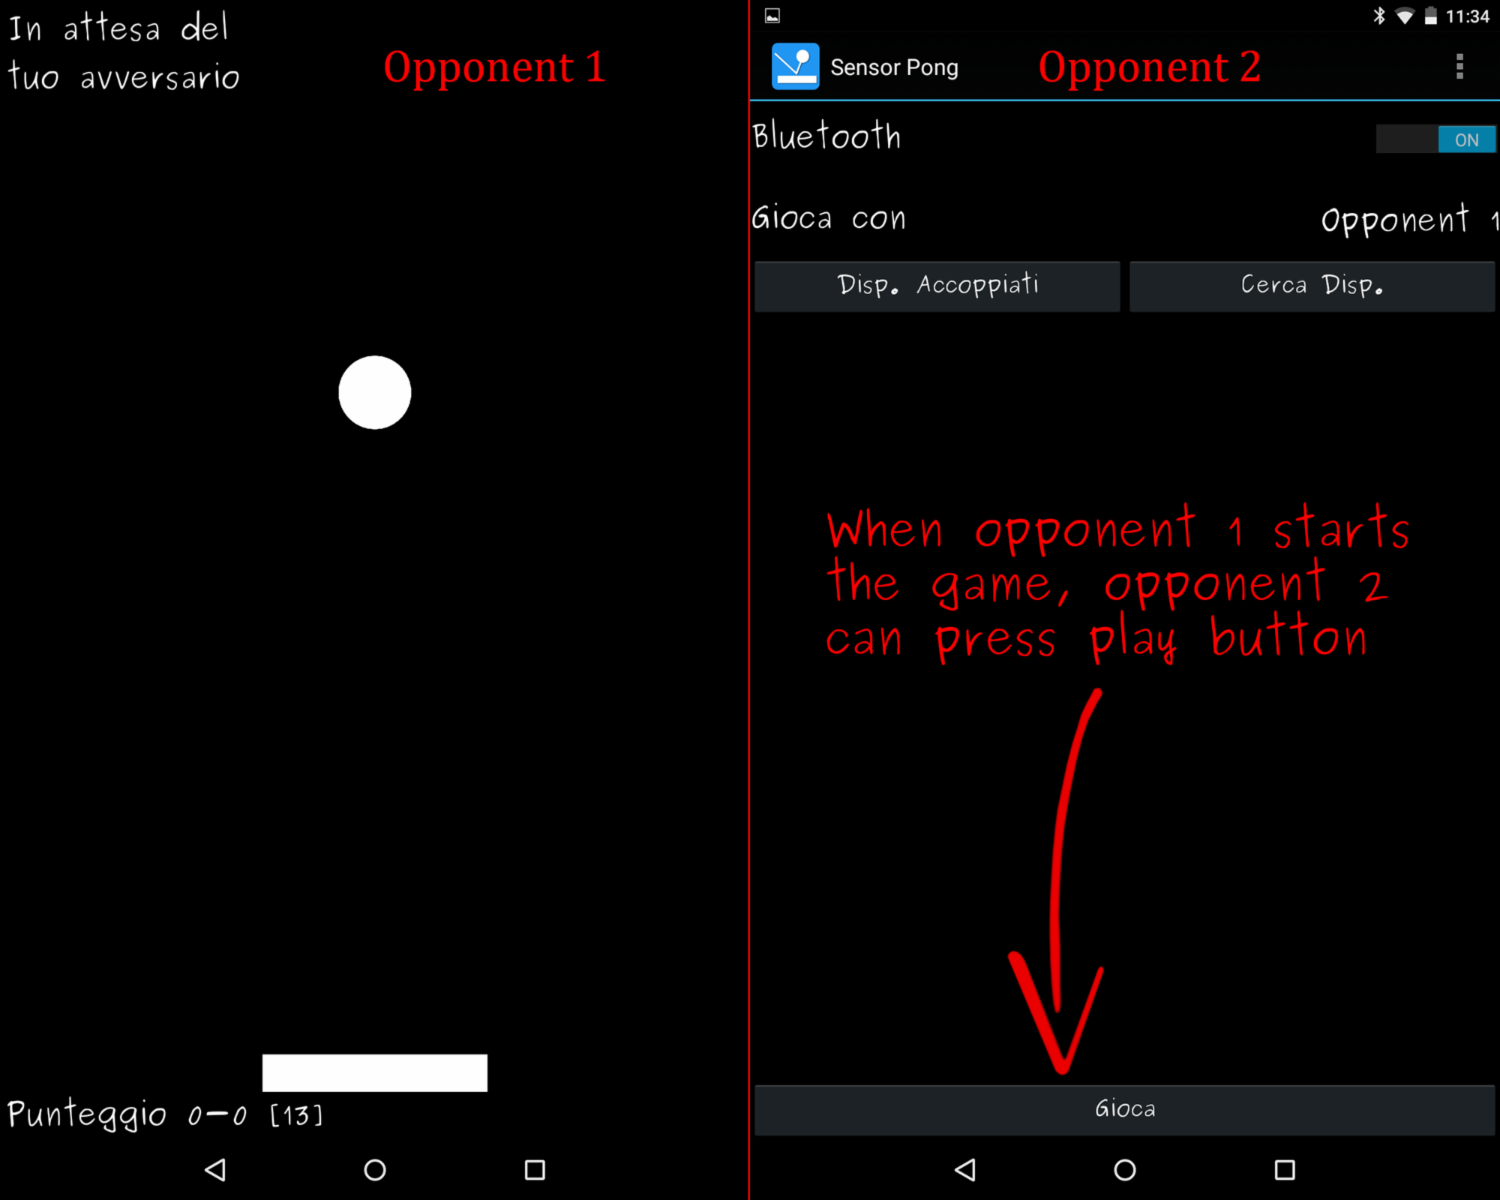 In attesa del
tuo avversario
Opponent 1
Punteggio 0-0 [13]
11:34
Sensor Pong
Opponent 2
Bluetooth
ON
Gioca con
Opponent 1
Disp. Accoppiati
Cerca Disp.
When opponent 1 starts
the game, opponent 2
can press play button
Gioca